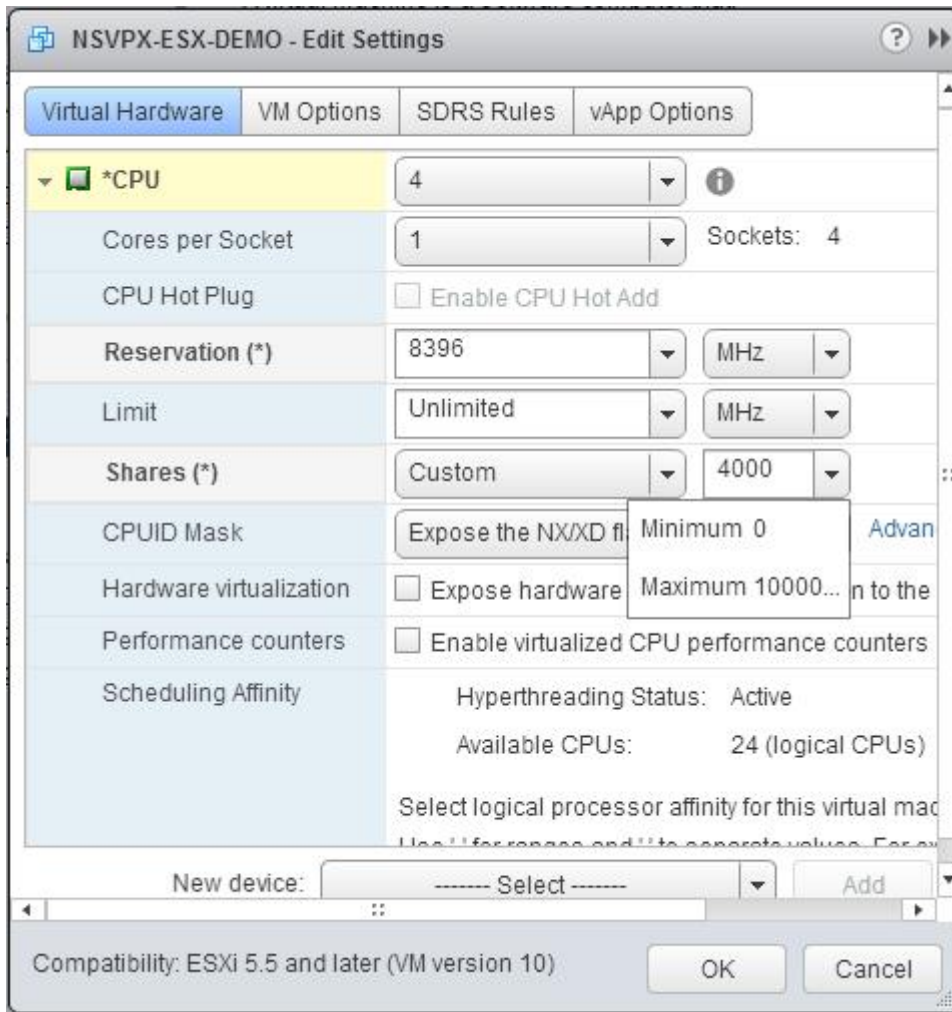 NSVPX-ESX-DEMO - Edit Settings
Virtual Hardware VM Options SDRS Rules vApp Options
*CPU 4
Cores per Socket 1 Sockets: 4
CPU Hot Plug Enable CPU Hot Add
Reservation (*) 8396 MHz
Limit Unlimited MHz
Shares (*) Custom 4000
Minimum 0
CPUID Mask Expose the NX/XD fl Advan
Maximum 10000...
Hardware virtualization Expose hardware n to the
Performance counters Enable virtualized CPU performance counters
Scheduling Affinity Hyperthreading Status: Active
Available CPUs: 24 (logical CPUs)
Select logical processor affinity for this virtual mac
New device: ------- Select ------- Add
Compatibility: ESXi 5.5 and later (VM version 10) OK Cancel